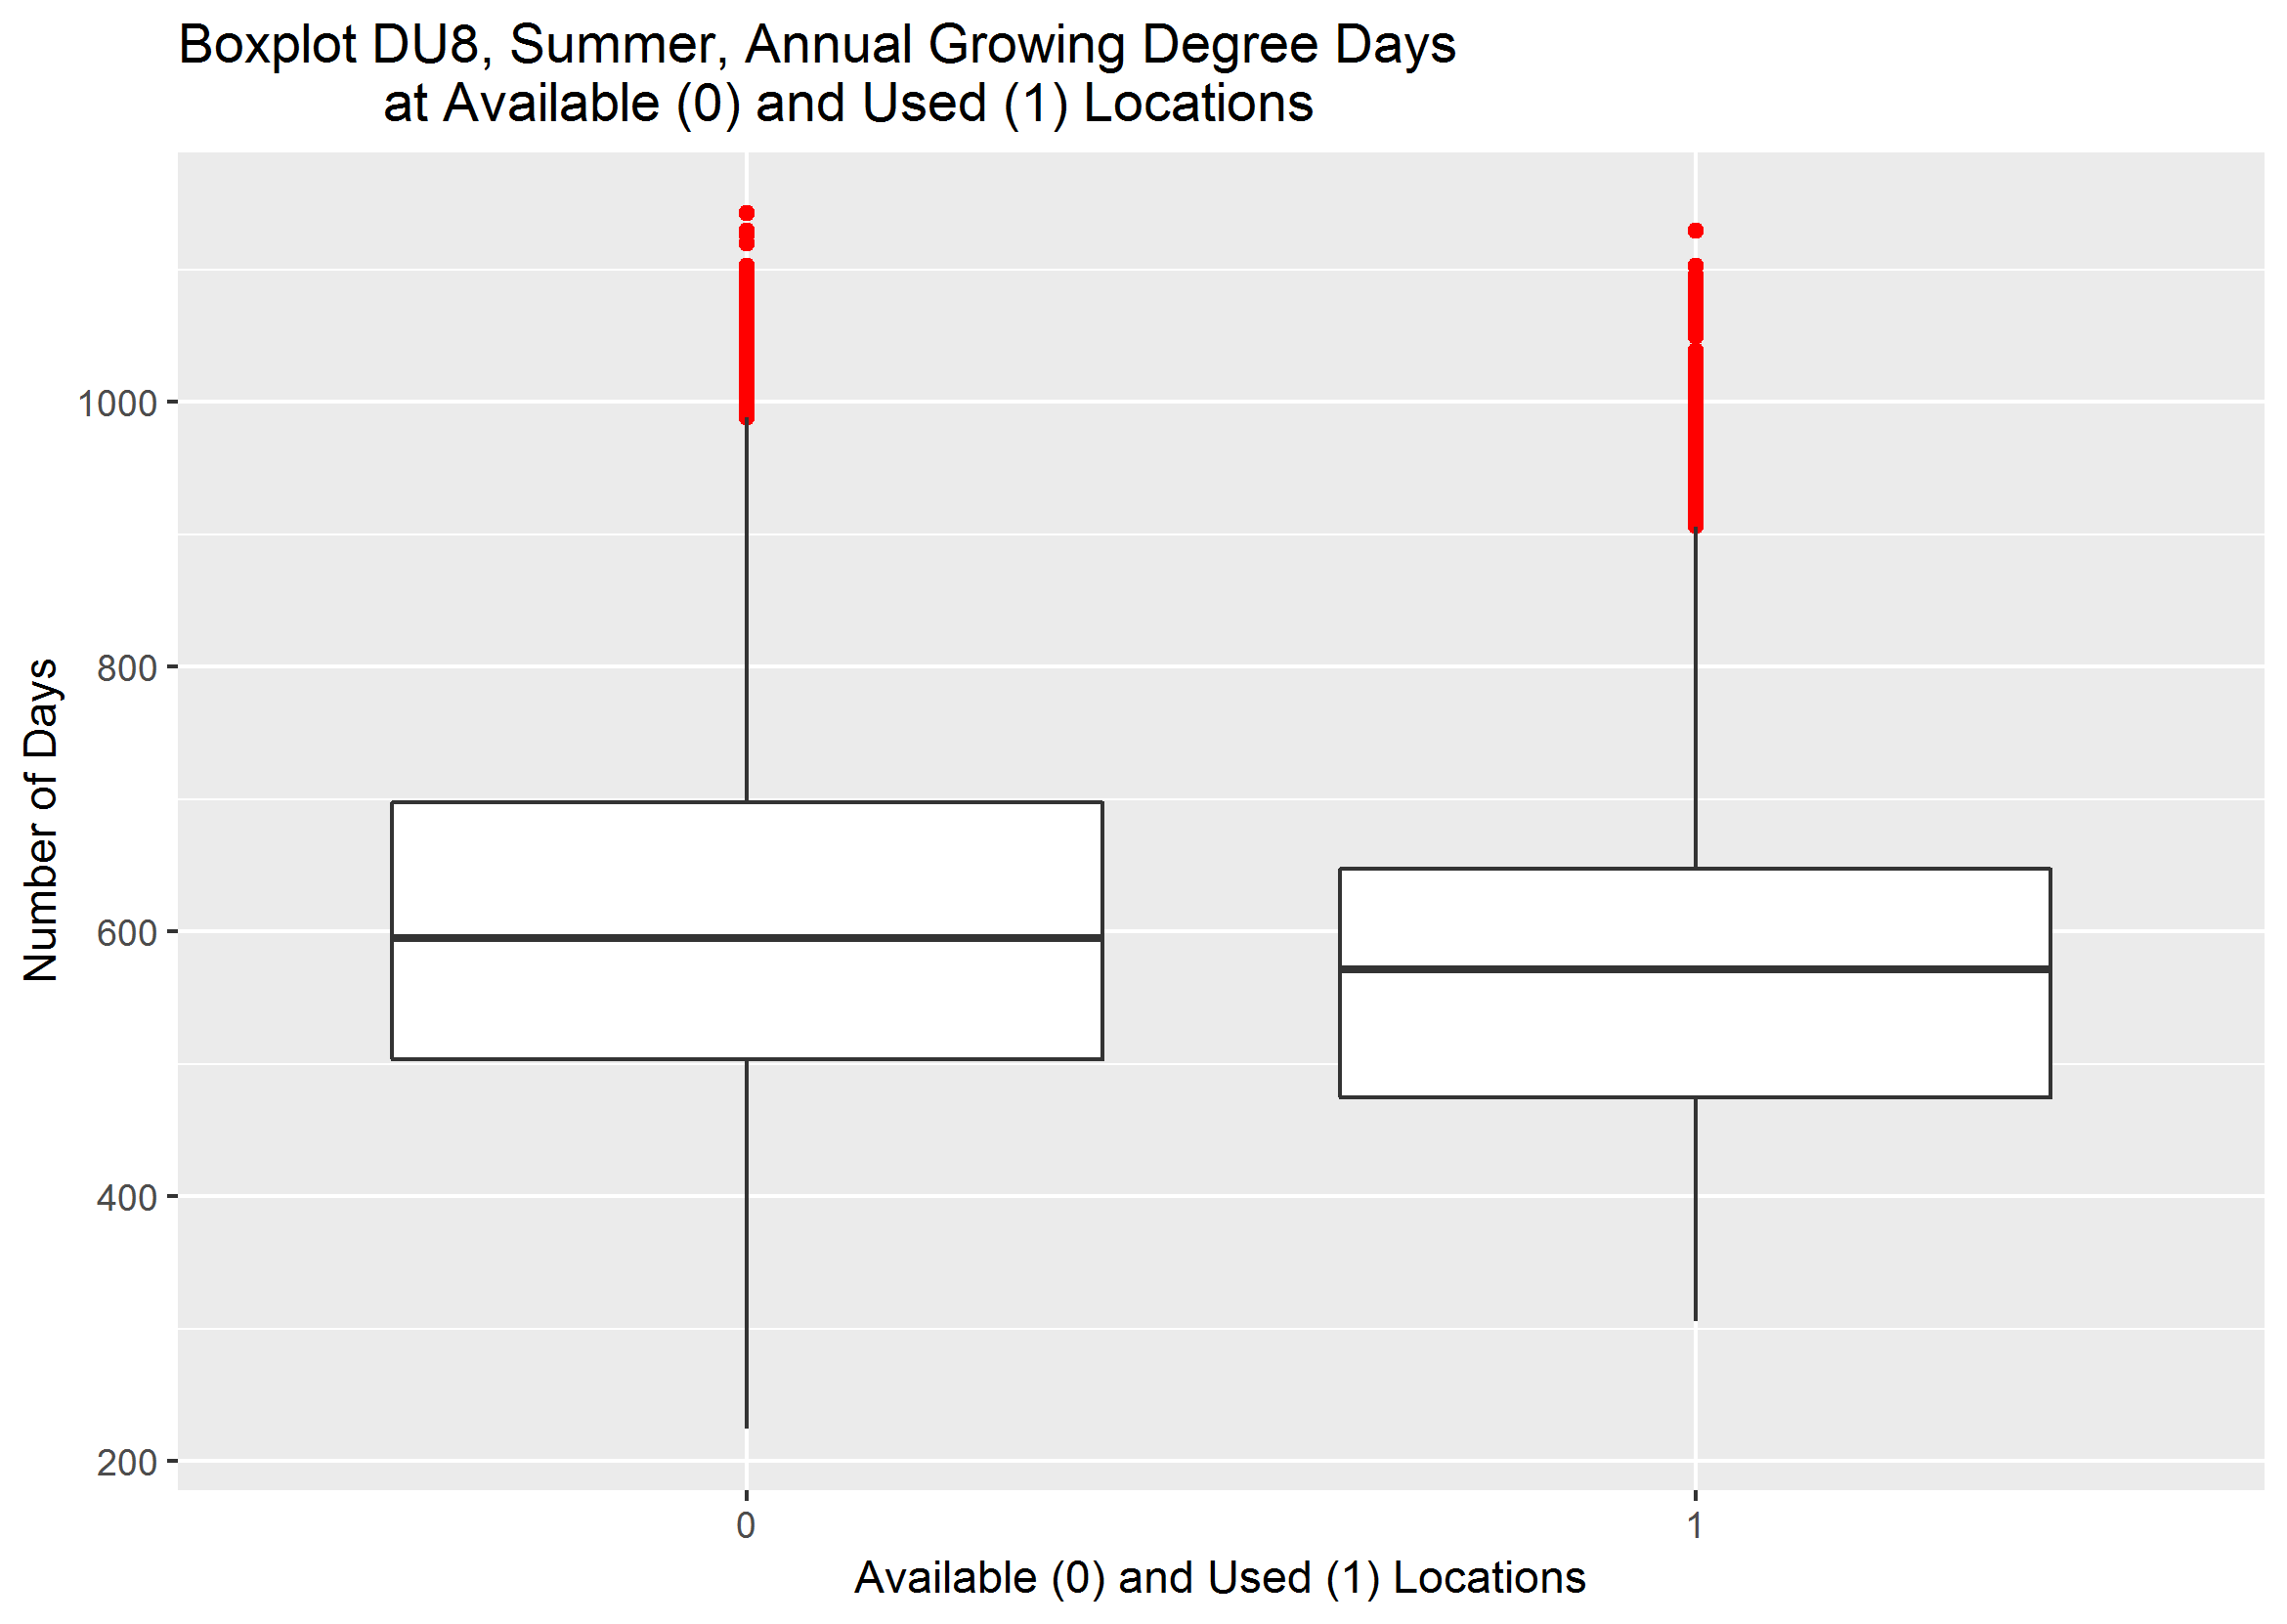 Boxplot DU8, Summer, Annual Growing Degree Days
at Available (0) and Used (1) Locations
Number of Days
1000
800
600
400
200
0
1
Available (0) and Used (1) Locations